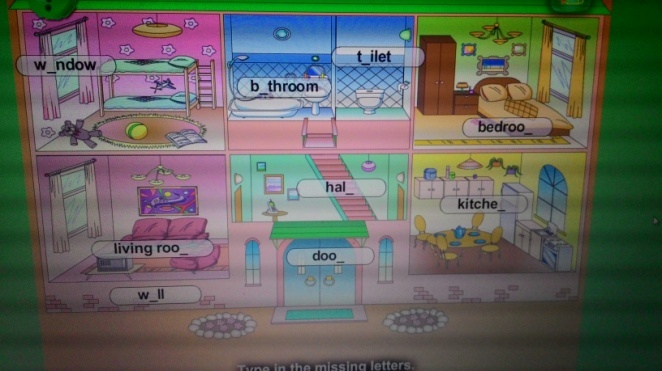 w_ndow
t_ilet
b_throom
bedroo_
hal_
kitche_
living roo_
doo_
w_ll
Type in the missing letters.